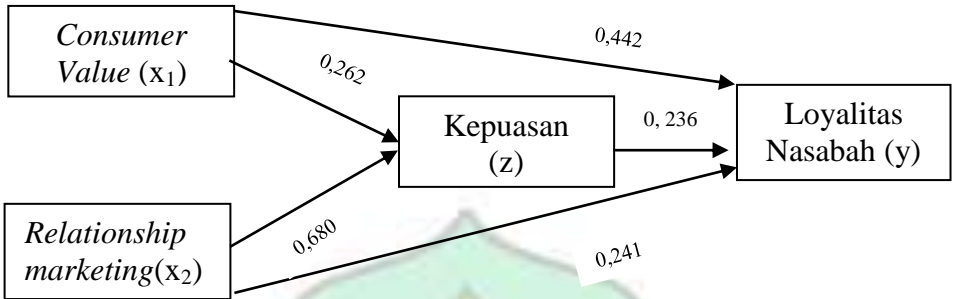 Consumer
Value (x₁)
0,442
0,262
Kepuasan
(z)
0, 236
Loyalitas
Nasabah (y)
Relationship
marketing(x₂)
0,680
0,241